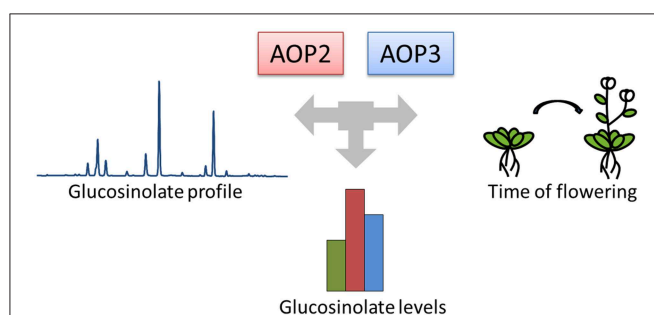 AOP2
AOP3
Glucosinolate profile
Time of flowering
Glucosinolate levels